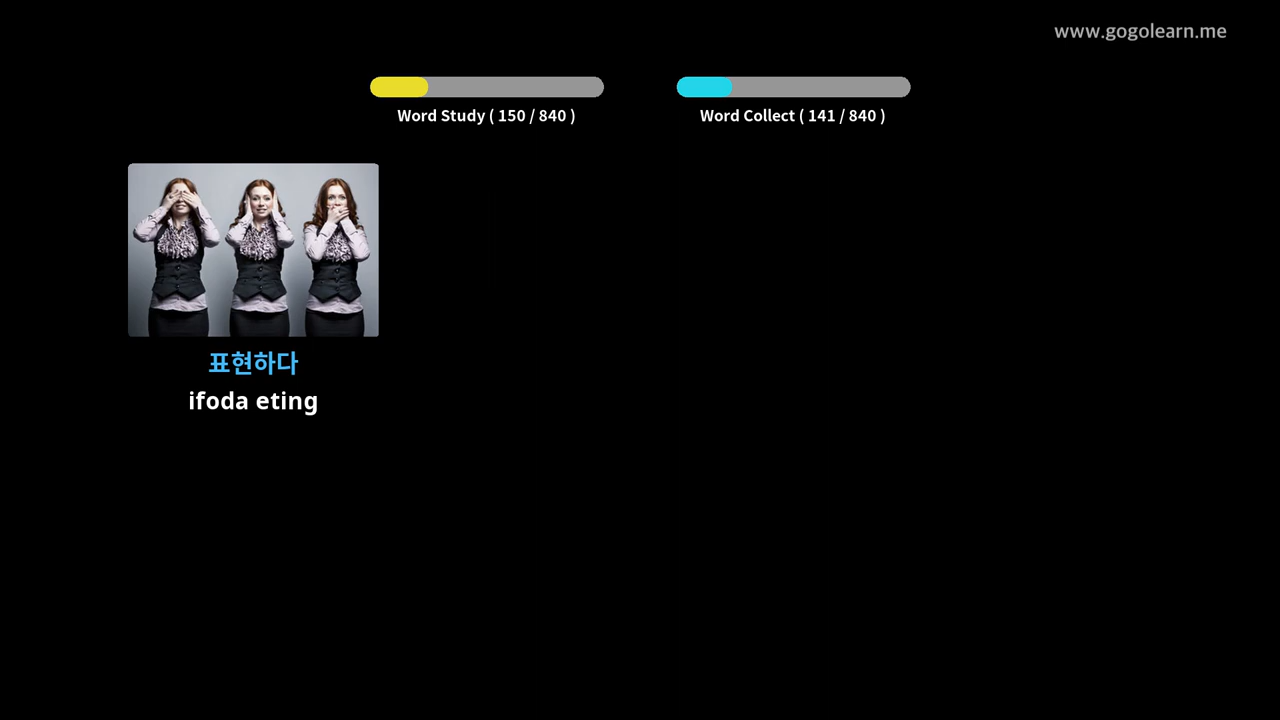 www.gogolearn.me
Word Study ( 150 / 840 )
Word Collect ( 141 / 840 )
표현하다
ifoda eting